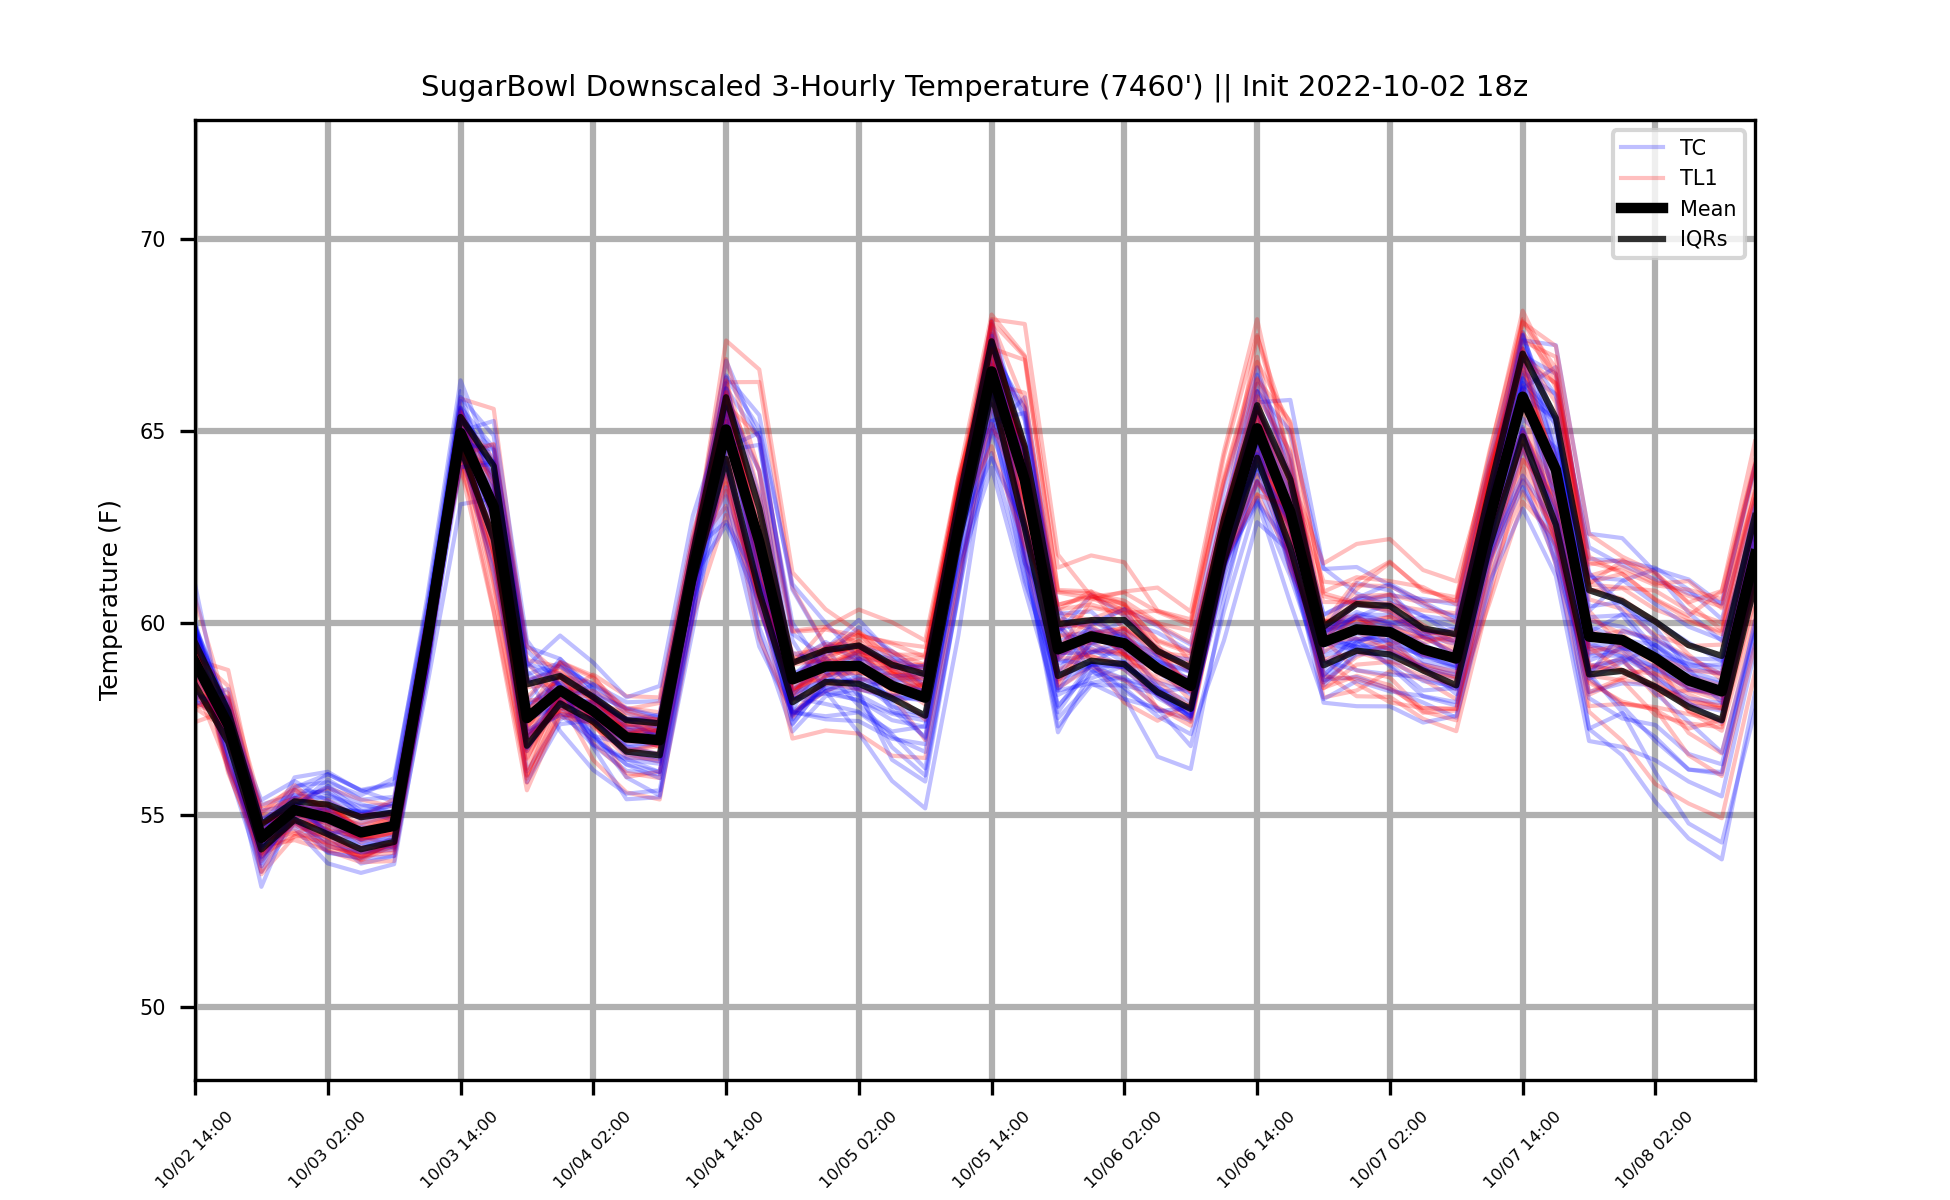 SugarBowl Downscaled 3-Hourly Temperature (7460') || Init 2022-10-02 18z
TC
TL1
Mean
IQRs
Temperature (F)
70
65
60
55
50
10/02 14:00
10/03 02:00
10/03 14:00
10/04 02:00
10/04 14:00
10/05 02:00
10/05 14:00
10/06 02:00
10/06 14:00
10/07 02:00
10/07 14:00
10/08 02:00